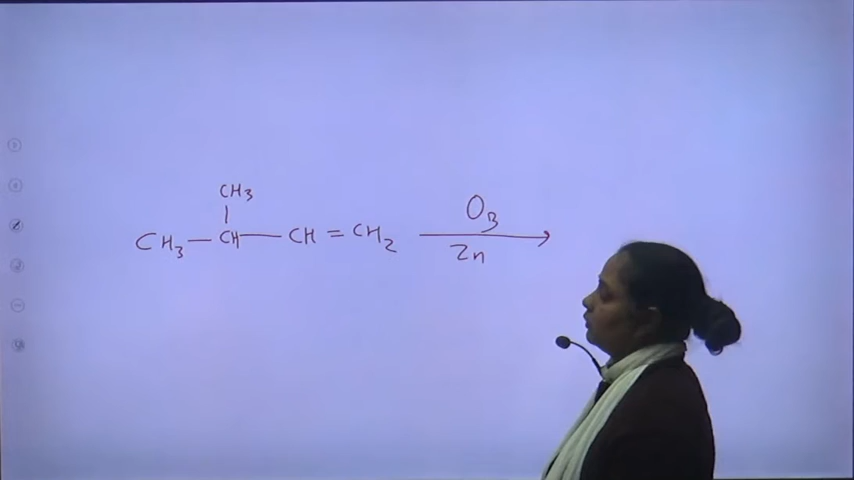 CH3
|
CH3 — CH — CH = CH2
O3
Zn